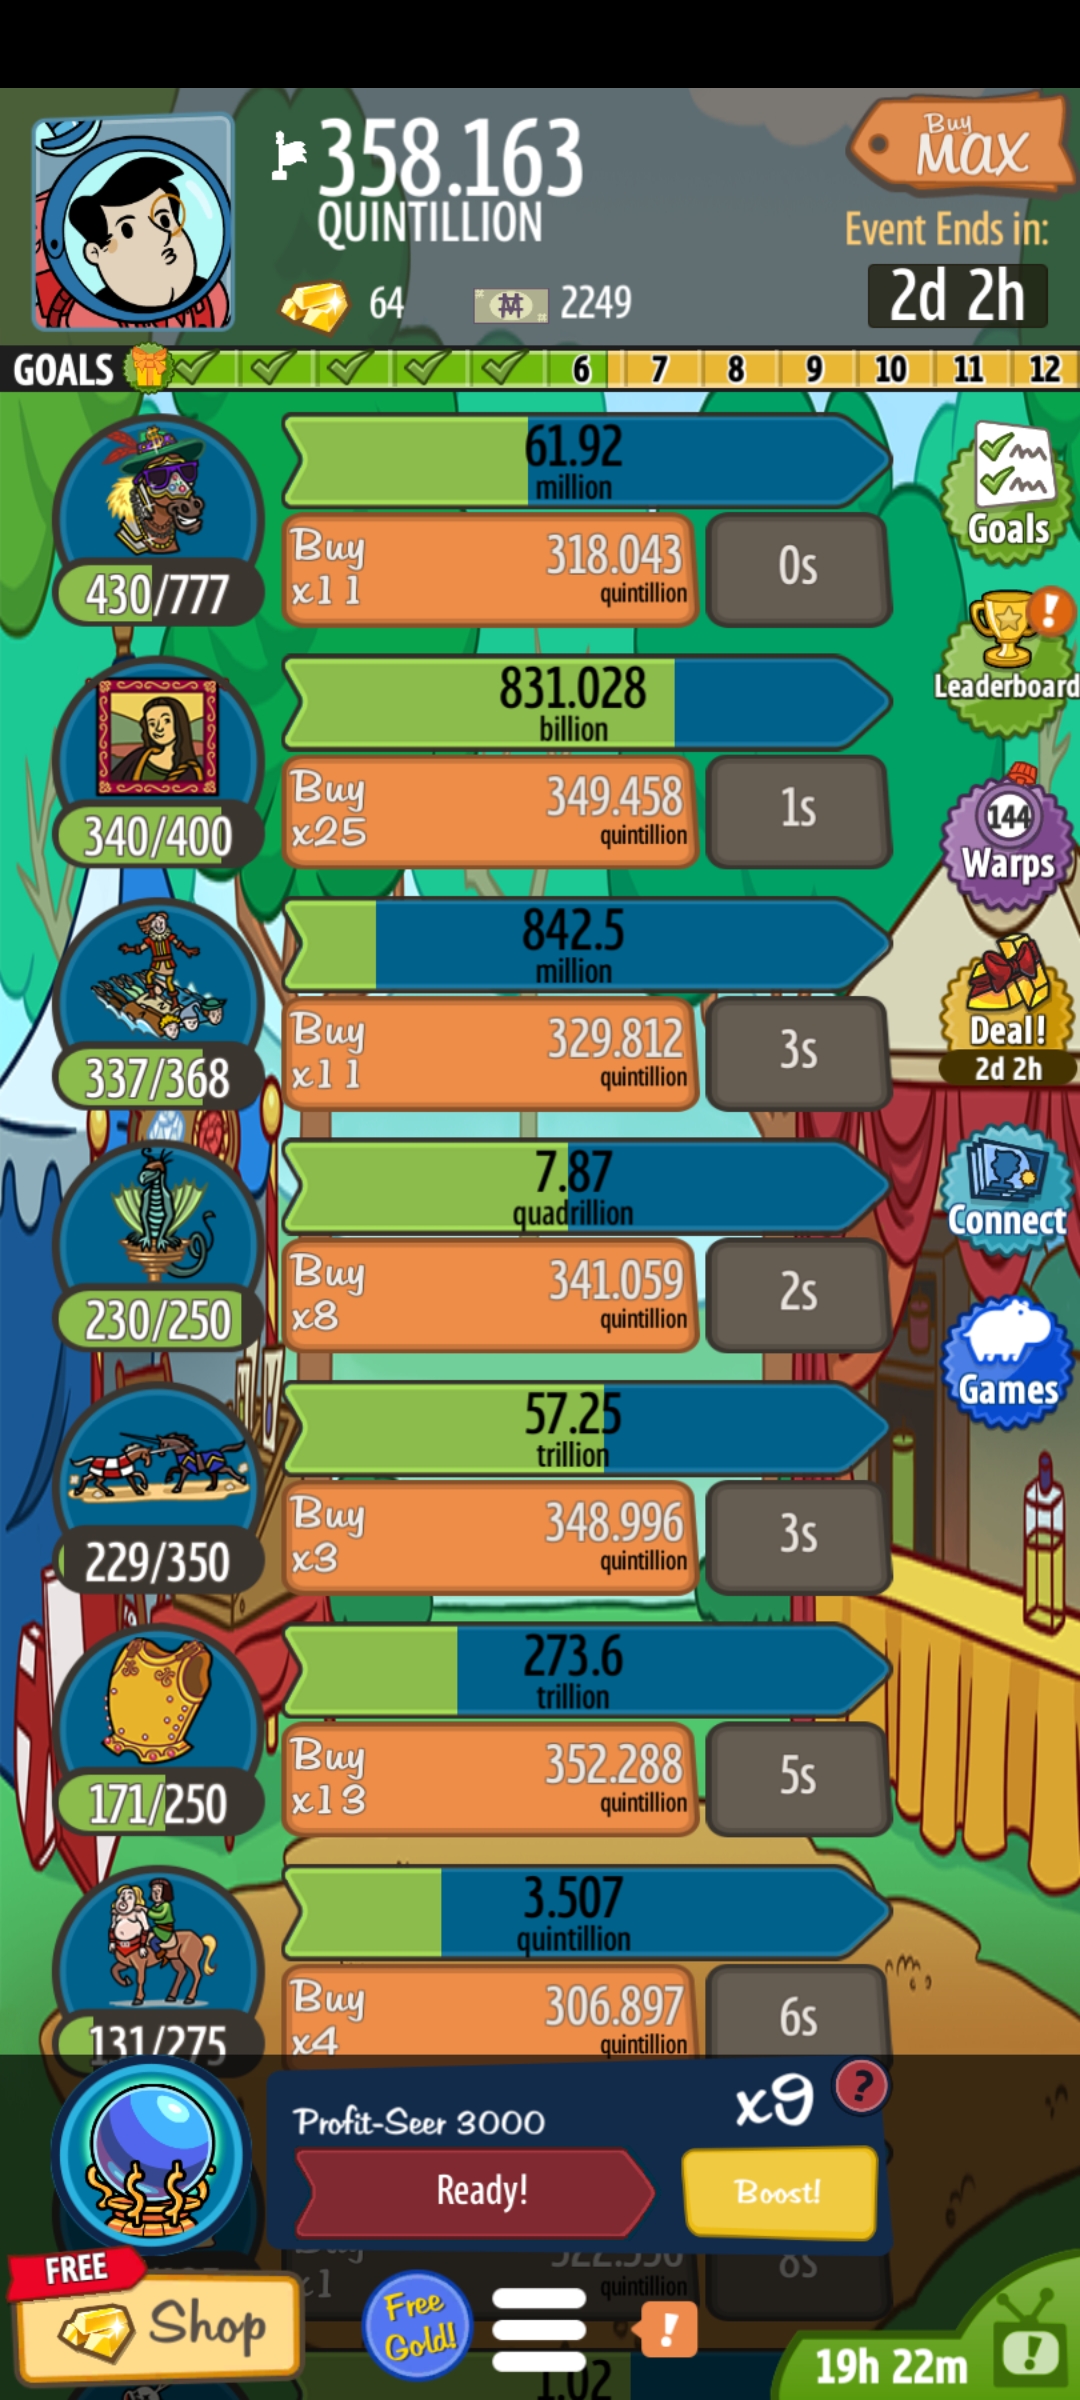 358.163
QUINTILLION
Buy
MAX
Event Ends in:
2d 2h
64
2249
GOALS 6 7 8 9 10 11 12
61.92
million
Buy
x11
318.043
quintillion
0s
430/777
Goals
831.028
billion
Leaderboard
Buy
x25
349.458
quintillion
1s
340/400
144
Warps
842.5
million
Buy
x11
329.812
quintillion
3s
337/368
Deal!
2d 2h
7.87
quadrillion
Connect
Buy
x8
341.059
quintillion
2s
230/250
Games
57.25
trillion
Buy
x3
348.996
quintillion
3s
229/350
273.6
trillion
Buy
x13
352.288
quintillion
5s
171/250
3.507
quintillion
Buy
x4
306.897
quintillion
6s
131/275
Profit-Seer 3000
x9
?
Ready!
Boost!
Buy
x1
quintillion
8s
FREE
Shop
Free
Gold!
!
1.02
19h 22m
!